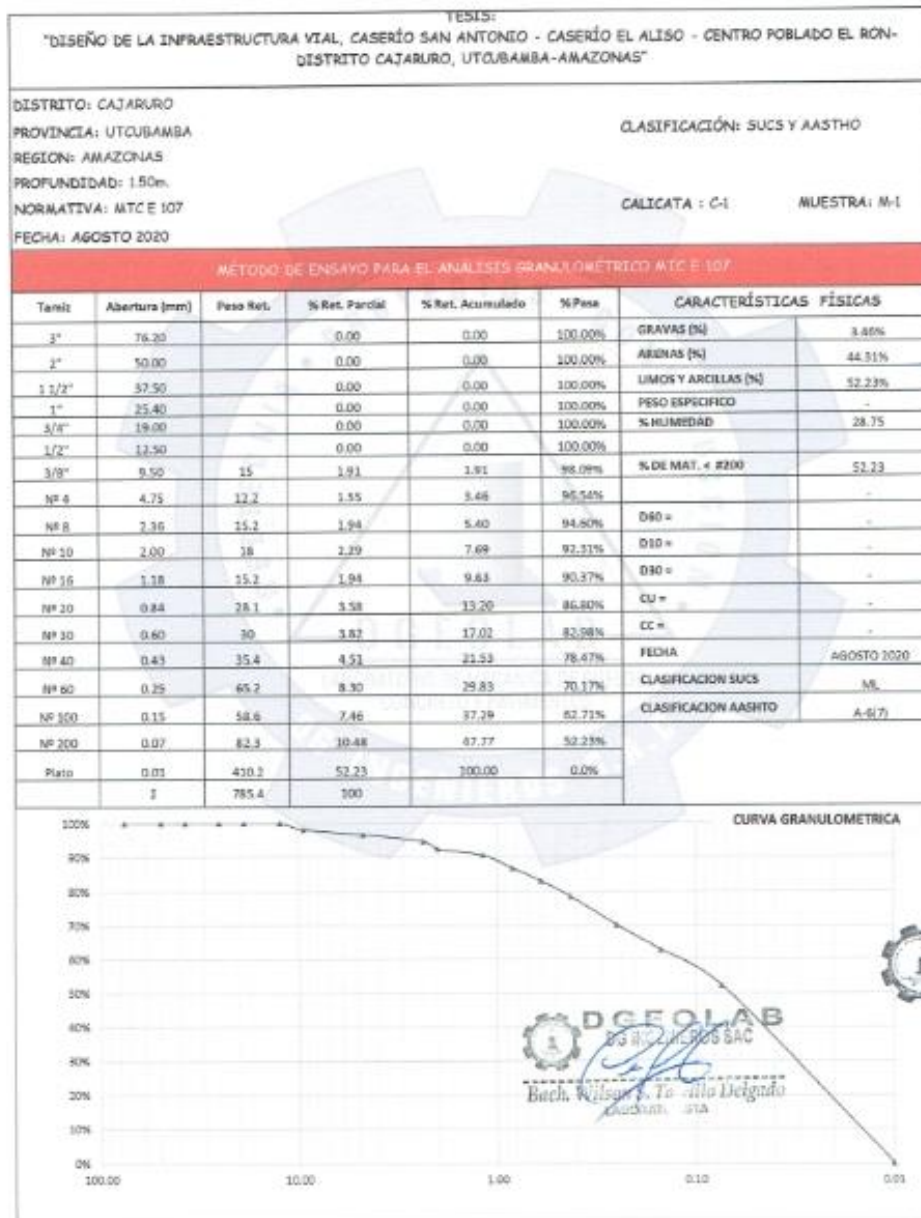 TESIS:
"DISEÑO DE LA INFRAESTRUCTURA VIAL, CASERÍO SAN ANTONIO - CASERÍO EL ALISO - CENTRO POBLADO EL RON-
DISTRITO CAJARURO, UTCUBAMBA-AMAZONAS"
DISTRITO: CAJARURO
PROVINCIA: UTCUBAMBA
CLASIFICACIÓN: SUCS Y AASTHO
REGION: AMAZONAS
PROFUNDIDAD: 1.50m.
NORMATIVA: MTC E 107
CALICATA : C-1 MUESTRA: M-1
FECHA: AGOSTO 2020
MÉTODO DE ENSAYO PARA EL ANÁLISIS GRANULOMÉTRICO MTC E 107
Tamiz Abertura (mm) Peso Ret. % Ret. Parcial % Ret. Acumulado % Pasa CARACTERÍSTICAS FÍSICAS
3" 76.20 0.00 0.00 100.00% GRAVAS (%) 3.46%
2" 50.00 0.00 0.00 100.00% ARENAS (%) 44.31%
1 1/2" 37.50 0.00 0.00 100.00% LIMOS Y ARCILLAS (%) 52.23%
1" 25.40 0.00 0.00 100.00% PESO ESPECIFICO -
3/4" 19.00 0.00 0.00 100.00% % HUMEDAD 28.75
1/2" 12.50 0.00 0.00 100.00%
3/8" 9.50 15 1.91 1.91 98.09% % DE MAT. < #200 52.23
Nº 4 4.75 12.2 1.55 3.46 96.54% -
Nº 8 2.36 15.2 1.94 5.40 94.60% D60 = -
Nº 10 2.00 18 2.29 7.69 92.31% D10 = -
Nº 16 1.18 15.2 1.94 9.63 90.37% D30 = -
Nº 20 0.84 28.1 3.58 13.20 86.80% CU = -
Nº 30 0.60 30 3.82 17.02 82.98% CC = -
Nº 40 0.43 35.4 4.51 21.53 78.47% FECHA AGOSTO 2020
Nº 60 0.25 65.2 8.30 29.83 70.17% CLASIFICACION SUCS ML
Nº 100 0.15 58.6 7.46 37.29 62.71% CLASIFICACION AASHTO A-6(7)
Nº 200 0.07 82.3 10.48 47.77 52.23%
Plato 0.01 410.2 52.23 100.00 0.0%
785.4 100
CURVA GRANULOMETRICA
100%
90%
80%
70%
60%
50%
40%
30%
20%
10%
0%
100.00 10.00 1.00 0.10 0.01
DGEOLAB
DG INGENIEROS SAC
Bach. Wilson Delgado